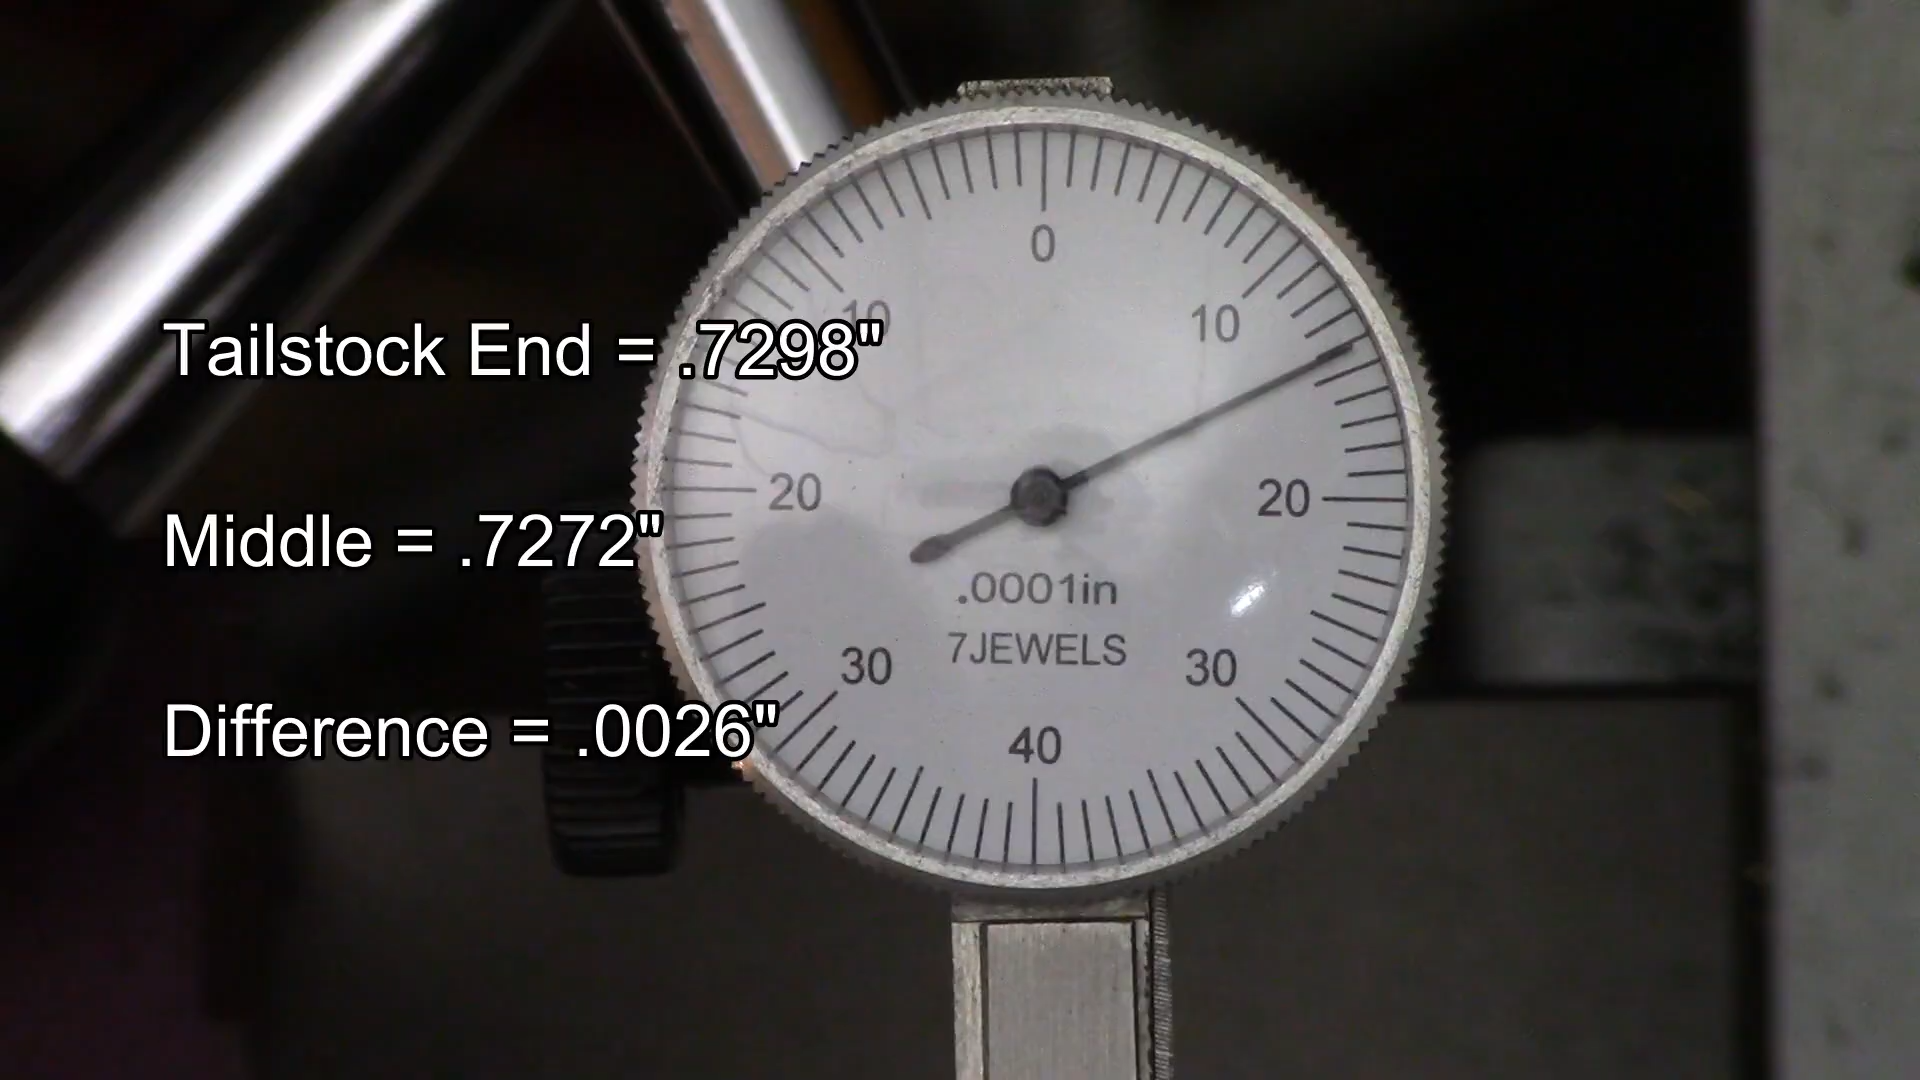 0
10
10
Tailstock End = .7298"
20
20
Middle = .7272"
.0001in
7JEWELS
30
30
Difference = .0026"
40